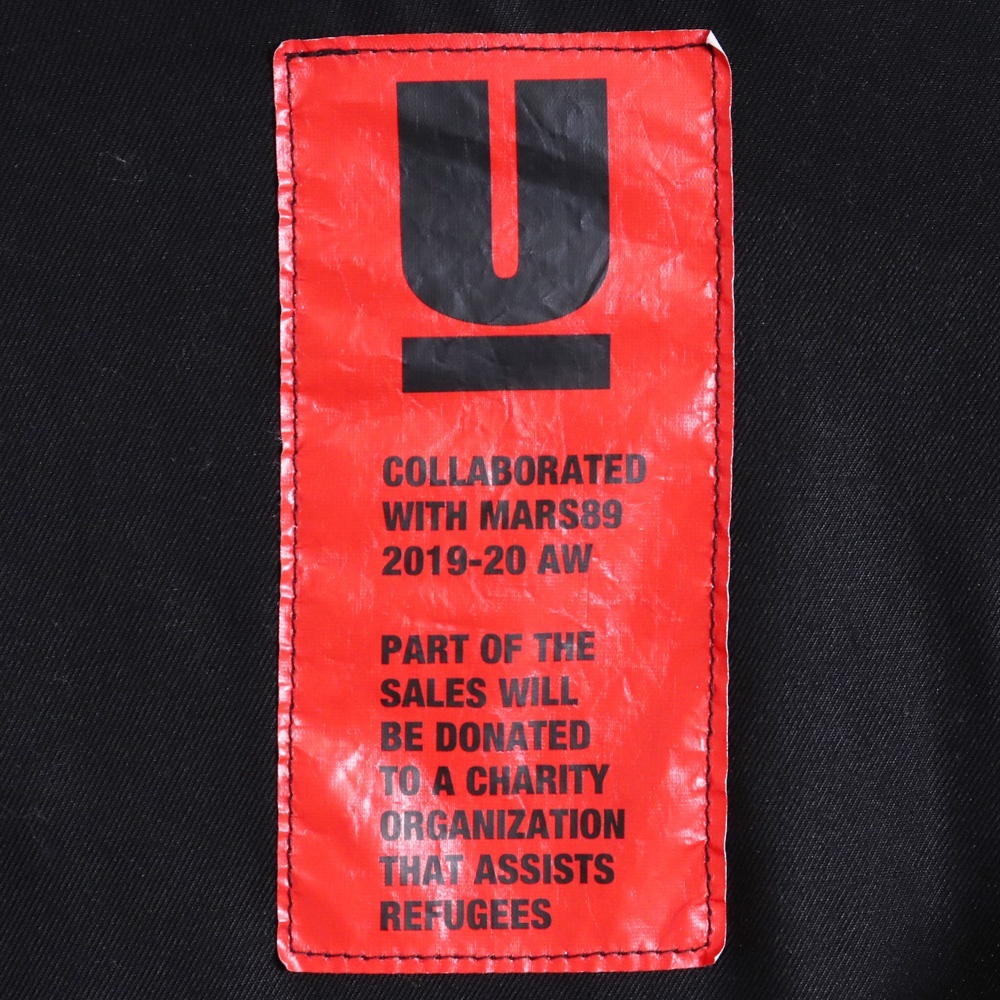 U
COLLABORATED
WITH MARS89
2019-20 AW
PART OF THE
SALES WILL
BE DONATED
TO A CHARITY
ORGANIZATION
THAT ASSISTS
REFUGEES